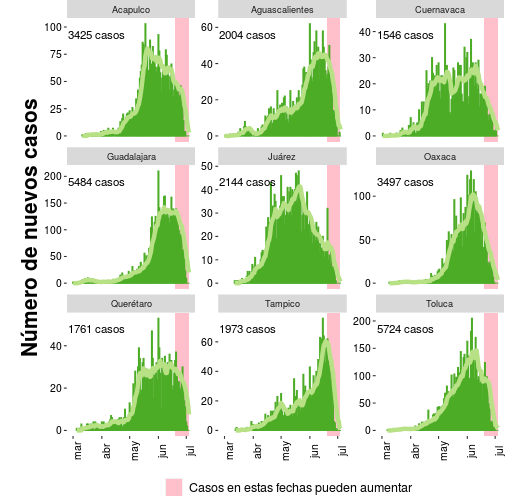 Número de nuevos casos
Acapulco
3425 casos
100
75
50
25
0
Aguascalientes
2004 casos
60
40
20
0
Cuernavaca
1546 casos
40
30
20
10
0
Guadalajara
5484 casos
200
150
100
50
0
Juárez
2144 casos
50
40
30
20
10
0
Oaxaca
3497 casos
100
50
0
Querétaro
1761 casos
40
20
0
mar abr may jun jul
Tampico
1973 casos
60
40
20
0
mar abr may jun jul
Toluca
5724 casos
200
150
100
50
0
mar abr may jun jul
Casos en estas fechas pueden aumentar